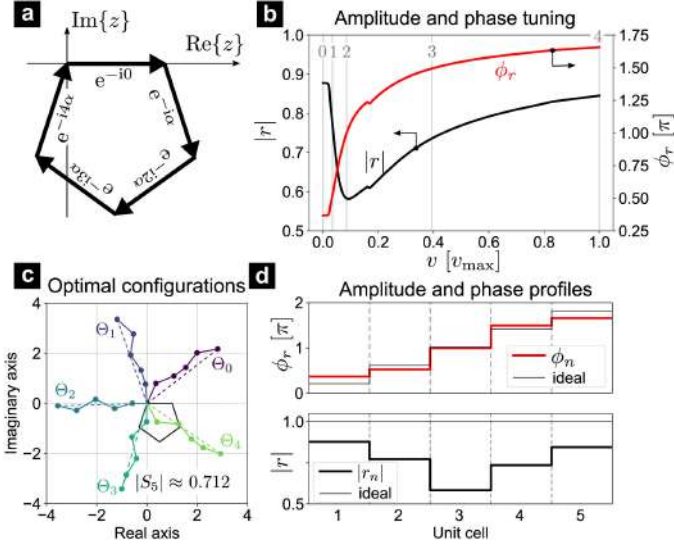 a
Im{z}
Re{z}
e−i0
e−iα
e−i2α
e−i3α
e−i4α
b
Amplitude and phase tuning
0 1 2 3 4
ϕr
|r|
1.0
0.9
0.8
0.7
0.6
0.5
|r|
1.75
1.50
1.25
1.00
0.75
0.50
0.25
ϕr [π]
0.0 0.2 0.4 0.6 0.8 1.0
v [vmax]
c
Optimal configurations
4
2
0
−2
−4
Imaginary axis
Θ1
Θ0
Θ2
Θ4
Θ3
|S5| ≈ 0.712
−4 −2 0 2 4
Real axis
d
Amplitude and phase profiles
2
1
0
ϕr [π]
ϕn
ideal
1.0
0.5
|r|
|rn|
ideal
1 2 3 4 5
Unit cell